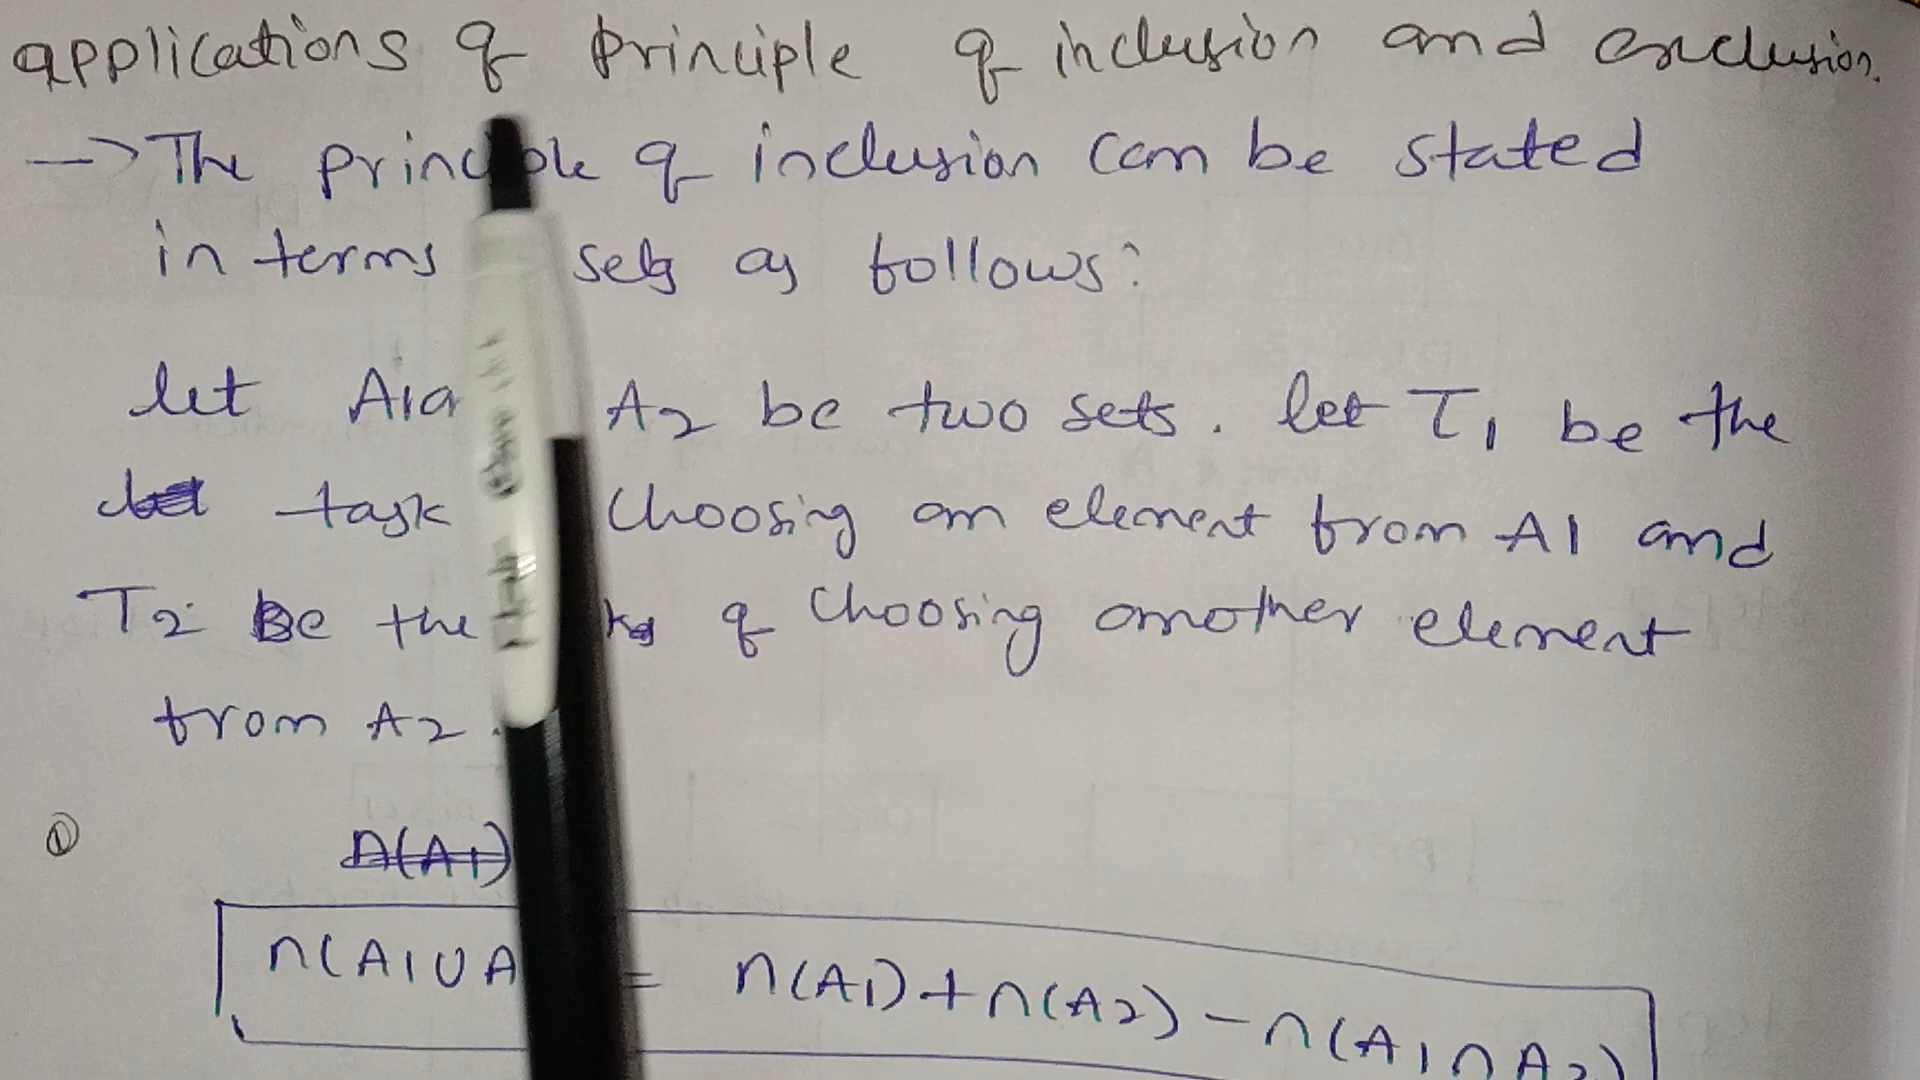 applications of principle of inclusion and exclusion.
→ The principle of inclusion can be stated
in terms sets as follows:
let A1 A2 be two sets. let T1 be the
task choosing an element from A1 and
T2 Be the of choosing another element
from A2.
①
n(A1)
n(A1UA = n(A1)+n(A2)-n(A1∩A2)